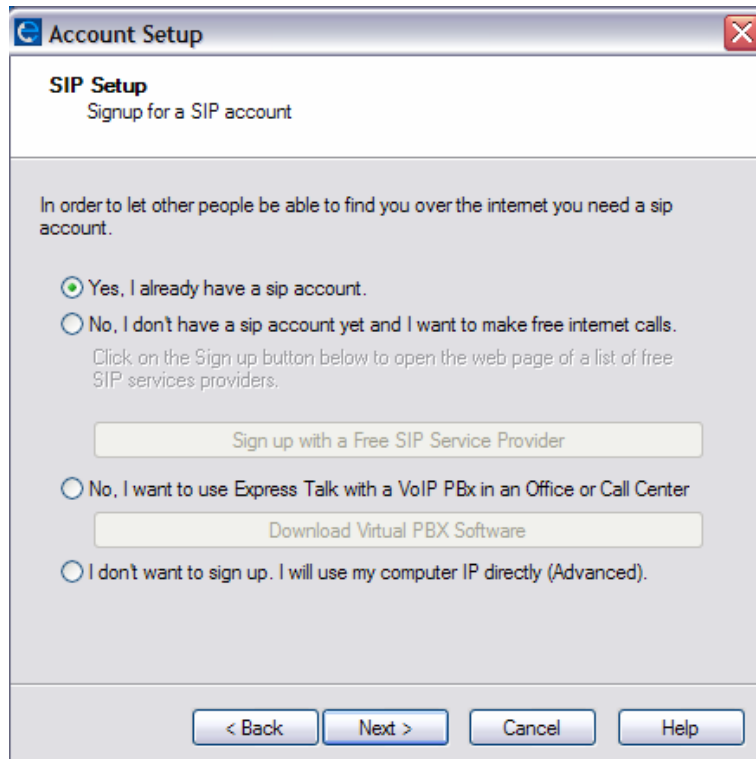 Account Setup
SIP Setup
Signup for a SIP account
In order to let other people be able to find you over the internet you need a sip
account.
Yes, I already have a sip account.
No, I don't have a sip account yet and I want to make free internet calls.
Click on the Sign up button below to open the web page of a list of free
SIP services providers.
Sign up with a Free SIP Service Provider
No, I want to use Express Talk with a VoIP PBx in an Office or Call Center
Download Virtual PBX Software
I don't want to sign up. I will use my computer IP directly (Advanced).
< Back Next > Cancel Help